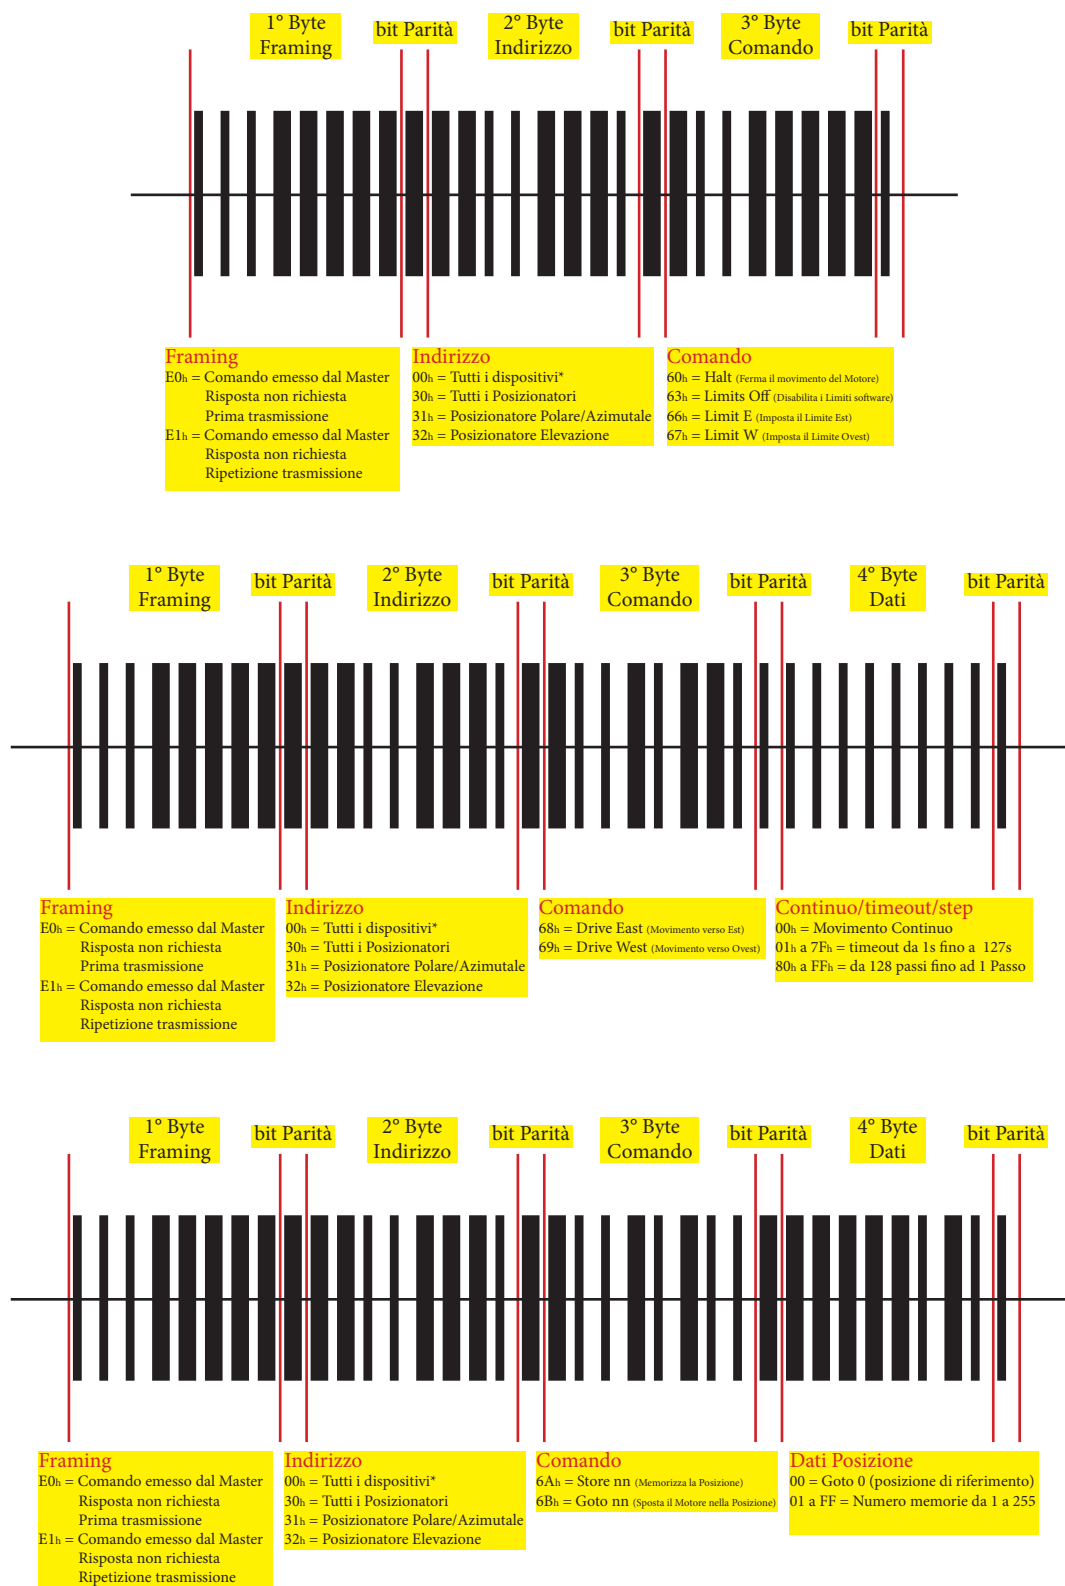 1° Byte
Framing
bit Parità
2° Byte
Indirizzo
bit Parità
3° Byte
Comando
bit Parità
Framing
E0h = Comando emesso dal Master
Risposta non richiesta
Prima trasmissione
E1h = Comando emesso dal Master
Risposta non richiesta
Ripetizione trasmissione
Indirizzo
00h = Tutti i dispositivi*
30h = Tutti i Posizionatori
31h = Posizionatore Polare/Azimutale
32h = Posizionatore Elevazione
Comando
60h = Halt (Ferma il movimento del Motore)
63h = Limits Off (Disabilita i Limiti software)
66h = Limit E (Imposta il Limite Est)
67h = Limit W (Imposta il Limite Ovest)
1° Byte
Framing
bit Parità
2° Byte
Indirizzo
bit Parità
3° Byte
Comando
bit Parità
4° Byte
Dati
bit Parità
Framing
E0h = Comando emesso dal Master
Risposta non richiesta
Prima trasmissione
E1h = Comando emesso dal Master
Risposta non richiesta
Ripetizione trasmissione
Indirizzo
00h = Tutti i dispositivi*
30h = Tutti i Posizionatori
31h = Posizionatore Polare/Azimutale
32h = Posizionatore Elevazione
Comando
68h = Drive East (Movimento verso Est)
69h = Drive West (Movimento verso Ovest)
Continuo/timeout/step
00h = Movimento Continuo
01h a 7Fh = timeout da 1s fino a 127s
80h a FFh = da 128 passi fino ad 1 Passo
1° Byte
Framing
bit Parità
2° Byte
Indirizzo
bit Parità
3° Byte
Comando
bit Parità
4° Byte
Dati
bit Parità
Framing
E0h = Comando emesso dal Master
Risposta non richiesta
Prima trasmissione
E1h = Comando emesso dal Master
Risposta non richiesta
Ripetizione trasmissione
Indirizzo
00h = Tutti i dispositivi*
30h = Tutti i Posizionatori
31h = Posizionatore Polare/Azimutale
32h = Posizionatore Elevazione
Comando
6Ah = Store nn (Memorizza la Posizione)
6Bh = Goto nn (Sposta il Motore nella Posizione)
Dati Posizione
00 = Goto 0 (posizione di riferimento)
01 a FF = Numero memorie da 1 a 255